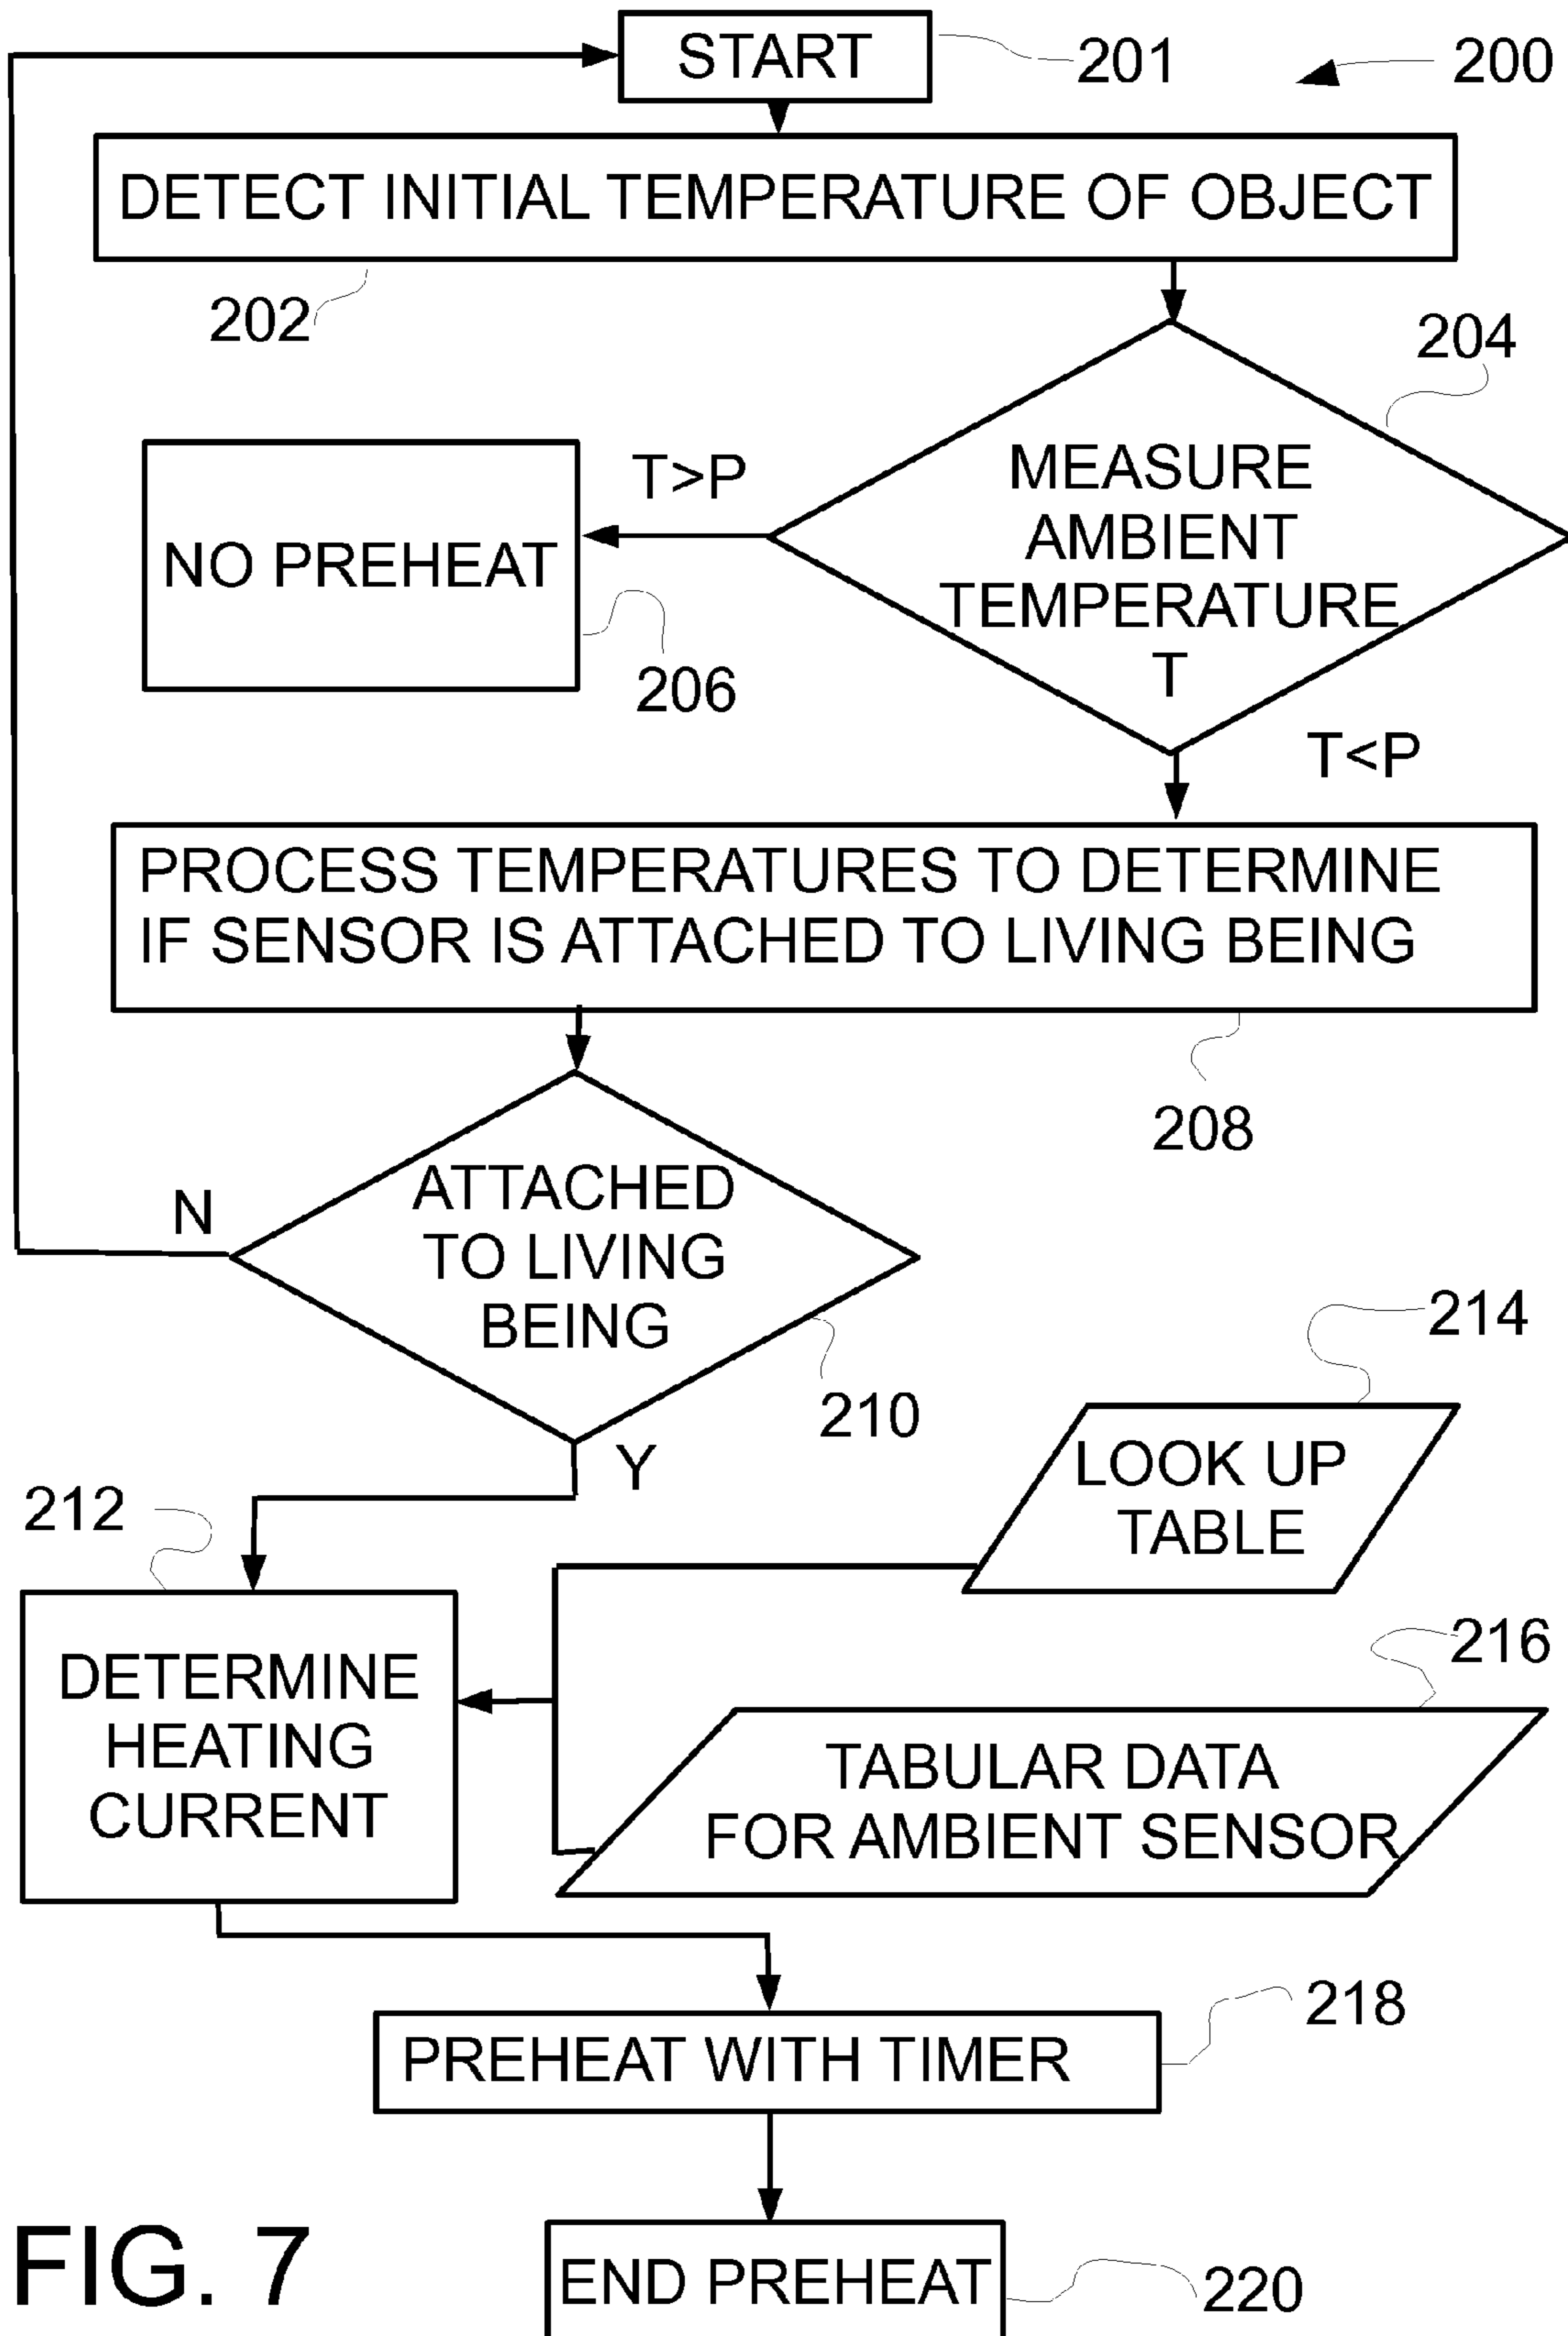 START
201
200
DETECT INITIAL TEMPERATURE OF OBJECT
202
204
MEASURE
AMBIENT
TEMPERATURE
T
T>P
NO PREHEAT
206
T<P
PROCESS TEMPERATURES TO DETERMINE
IF SENSOR IS ATTACHED TO LIVING BEING
208
ATTACHED
TO LIVING
BEING
N
210
Y
214
LOOK UP
TABLE
212
DETERMINE
HEATING
CURRENT
216
TABULAR DATA
FOR AMBIENT SENSOR
218
PREHEAT WITH TIMER
FIG. 7
END PREHEAT
220